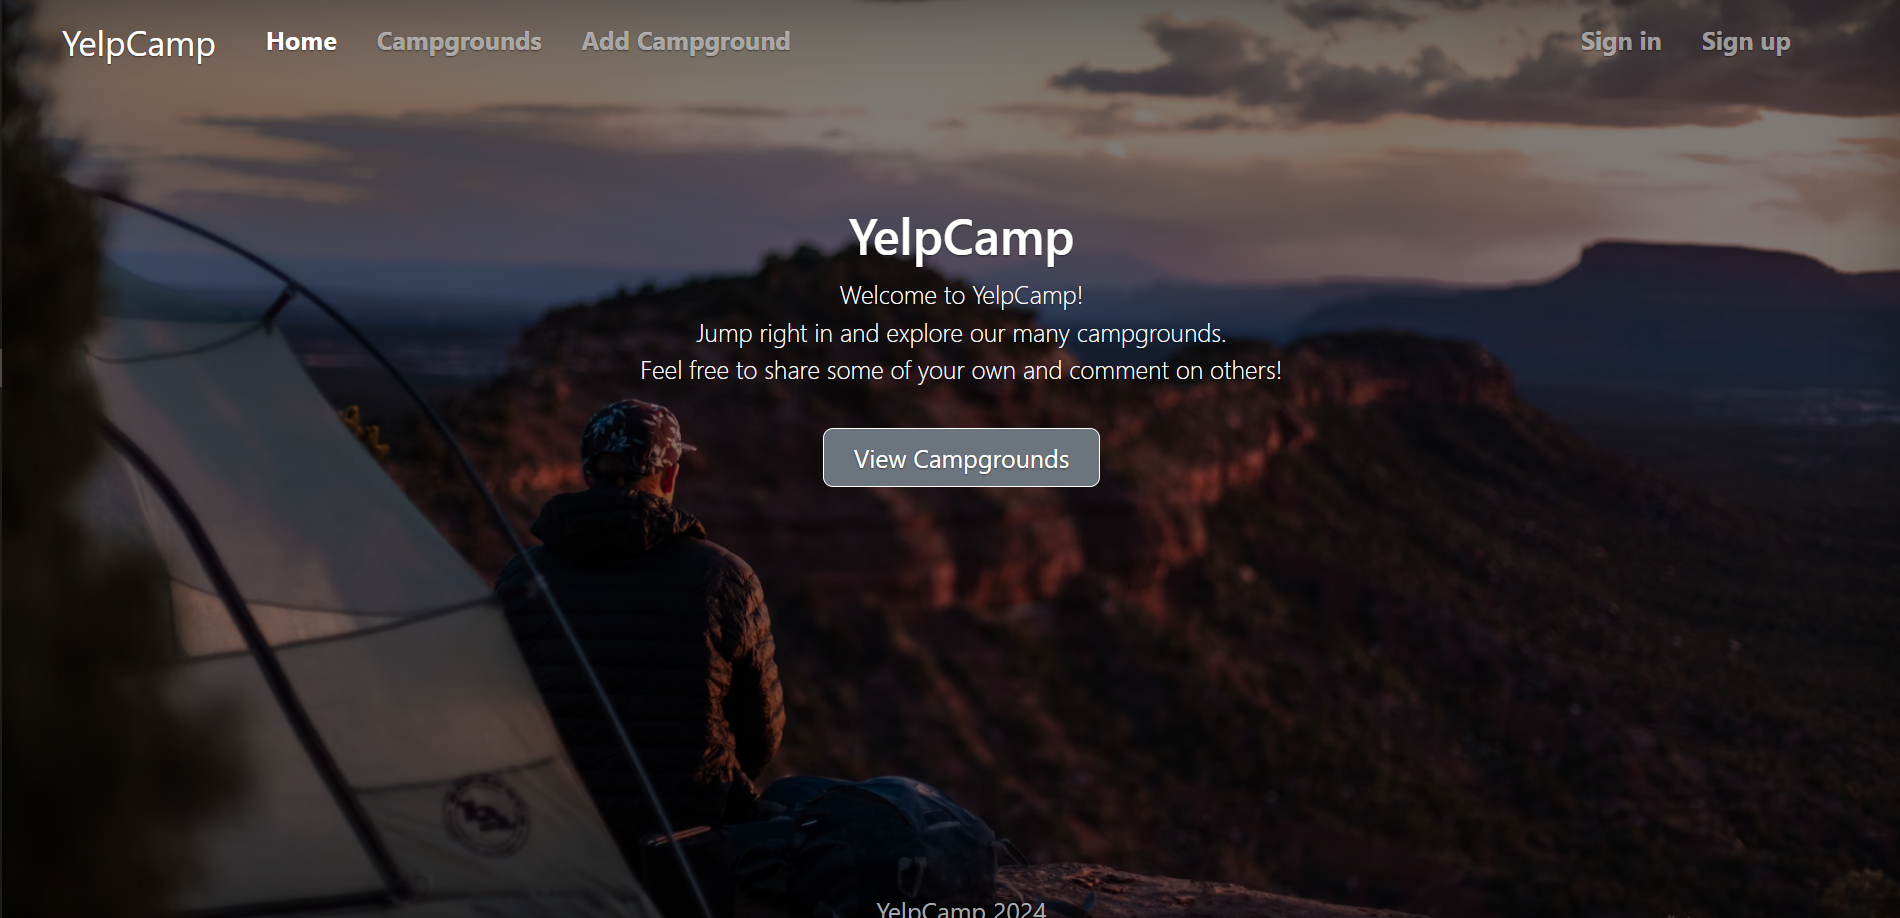 YelpCamp Home Campgrounds Add Campground Sign in Sign up
YelpCamp
Welcome to YelpCamp!
Jump right in and explore our many campgrounds.
Feel free to share some of your own and comment on others!
View Campgrounds
YelpCamp 2024